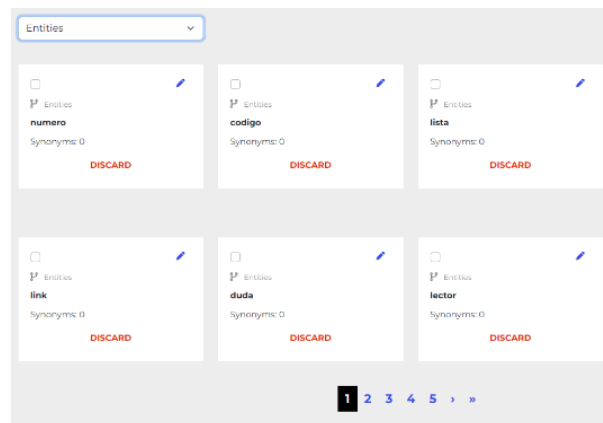 Entities
Entities
numero
Synonyms: 0
DISCARD
Entities
codigo
Synonyms: 0
DISCARD
Entities
lista
Synonyms: 0
DISCARD
Entities
link
Synonyms: 0
DISCARD
Entities
duda
Synonyms: 0
DISCARD
Entities
lector
Synonyms: 0
DISCARD
1 2 3 4 5 › »